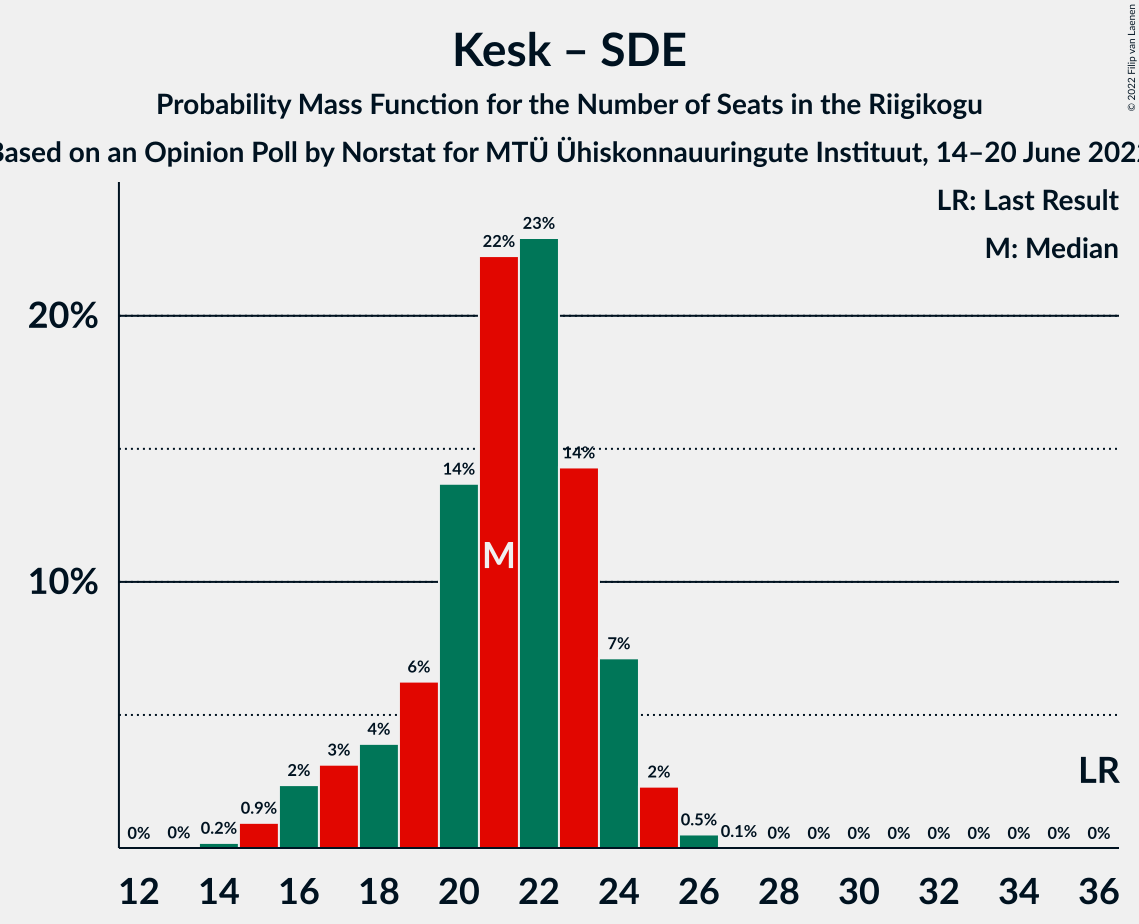 Kesk – SDE
Probability Mass Function for the Number of Seats in the Riigikogu
Based on an Opinion Poll by Norstat for MTÜ Ühiskonnauuringute Instituut, 14–20 June 2022
© 2022 Filip van Laenen
LR: Last Result
M: Median
20%
10%
0% 0% 0.2% 0.9% 2% 3% 4% 6% 14% 22% 23% 14% 7% 2% 0.5% 0.1% 0% 0% 0% 0% 0% 0% 0% 0% 0%
M
LR
12 14 16 18 20 22 24 26 28 30 32 34 36